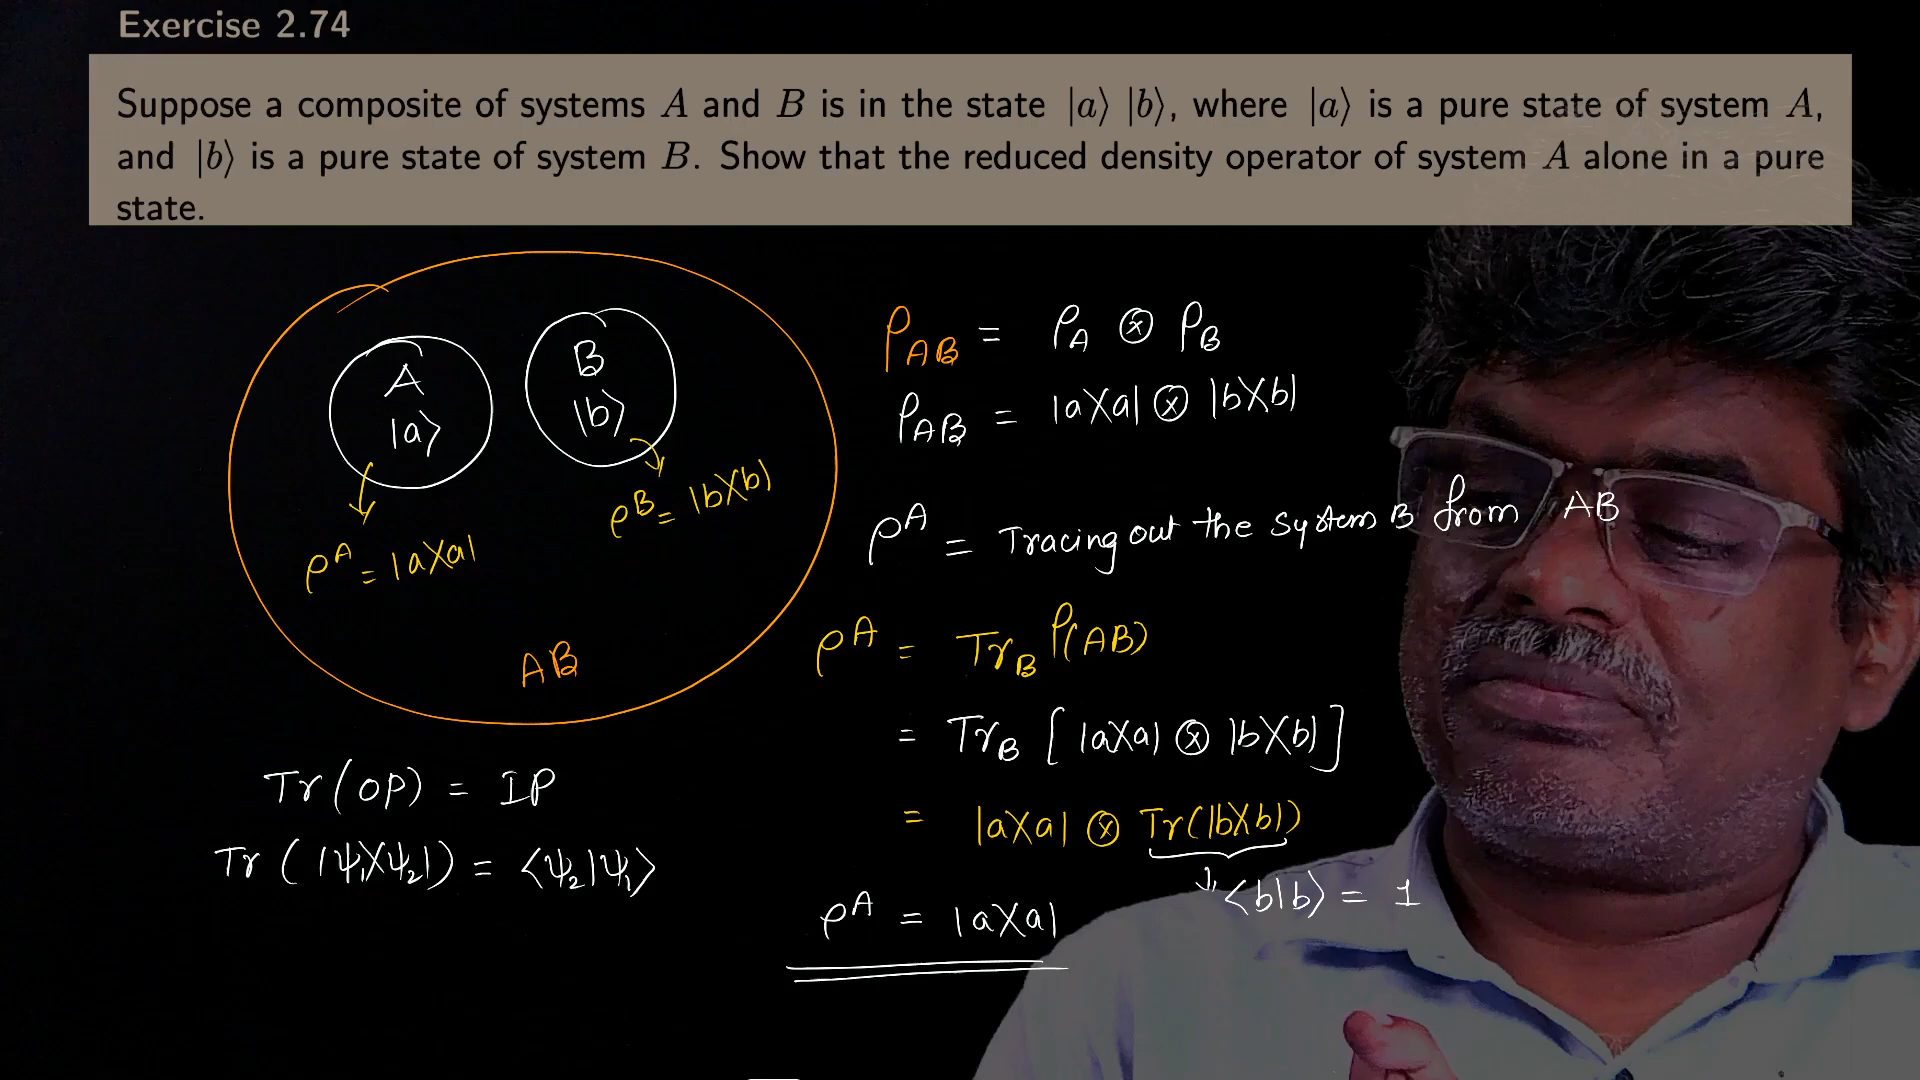 Exercise 2.74
Suppose a composite of systems A and B is in the state |a⟩ |b⟩, where |a⟩ is a pure state of system A,
and |b⟩ is a pure state of system B. Show that the reduced density operator of system A alone in a pure
state.
A
|a⟩
B
|b⟩
ρ^A = |a⟩⟨a|
ρ^B = |b⟩⟨b|
AB
Tr(OP) = IP
Tr(|ψ₁⟩⟨ψ₂|) = ⟨ψ₂|ψ₁⟩
ρ_AB = ρ_A ⊗ ρ_B
ρ_AB = |a⟩⟨a| ⊗ |b⟩⟨b|
ρ^A = Tracing out the system B from AB
ρ^A = Tr_B ρ(AB)
= Tr_B [|a⟩⟨a| ⊗ |b⟩⟨b|]
= |a⟩⟨a| ⊗ Tr(|b⟩⟨b|)
↓ ⟨b|b⟩ = 1
ρ^A = |a⟩⟨a|